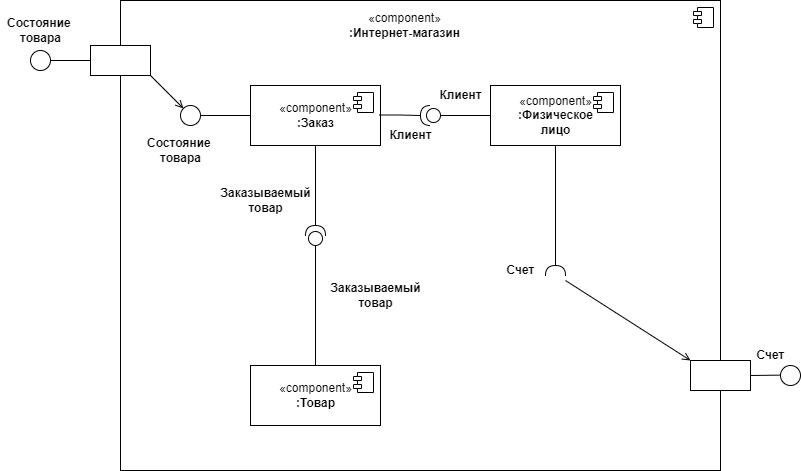 «component»
:Интернет-магазин
Состояние
товара
«component»
:Заказ
Клиент
Клиент
«component»
:Физическое
лицо
Состояние
товара
Заказываемый
товар
Счет
Заказываемый
товар
Счет
«component»
:Товар